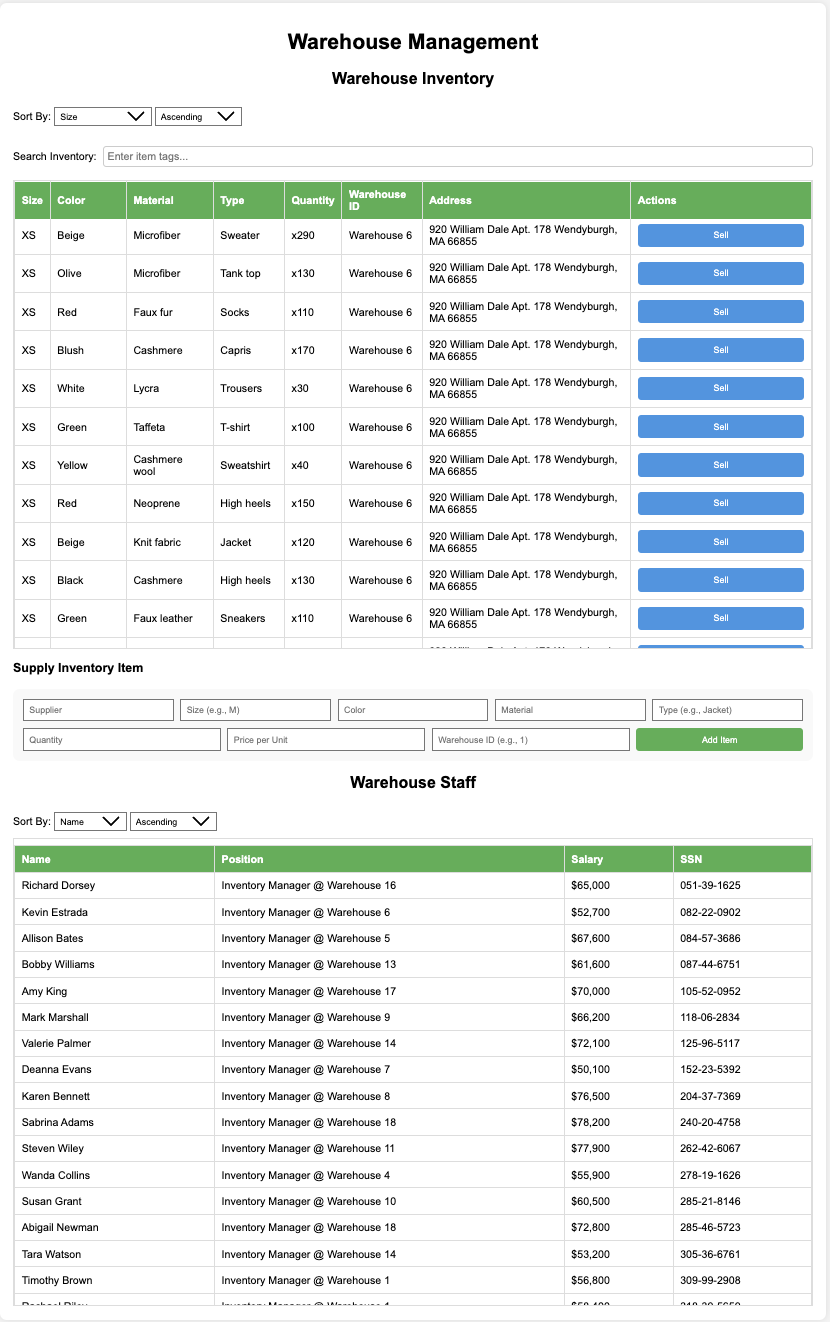 Warehouse Management
Warehouse Inventory
Sort By: Size Ascending
Search Inventory: Enter item tags...
Size Color Material Type Quantity Warehouse ID Address Actions
XS Beige Microfiber Sweater x290 Warehouse 6 920 William Dale Apt. 178 Wendyburgh, MA 66855 Sell
XS Olive Microfiber Tank top x130 Warehouse 6 920 William Dale Apt. 178 Wendyburgh, MA 66855 Sell
XS Red Faux fur Socks x110 Warehouse 6 920 William Dale Apt. 178 Wendyburgh, MA 66855 Sell
XS Blush Cashmere Capris x170 Warehouse 6 920 William Dale Apt. 178 Wendyburgh, MA 66855 Sell
XS White Lycra Trousers x30 Warehouse 6 920 William Dale Apt. 178 Wendyburgh, MA 66855 Sell
XS Green Taffeta T-shirt x100 Warehouse 6 920 William Dale Apt. 178 Wendyburgh, MA 66855 Sell
XS Yellow Cashmere wool Sweatshirt x40 Warehouse 6 920 William Dale Apt. 178 Wendyburgh, MA 66855 Sell
XS Red Neoprene High heels x150 Warehouse 6 920 William Dale Apt. 178 Wendyburgh, MA 66855 Sell
XS Beige Knit fabric Jacket x120 Warehouse 6 920 William Dale Apt. 178 Wendyburgh, MA 66855 Sell
XS Black Cashmere High heels x130 Warehouse 6 920 William Dale Apt. 178 Wendyburgh, MA 66855 Sell
XS Green Faux leather Sneakers x110 Warehouse 6 920 William Dale Apt. 178 Wendyburgh, MA 66855 Sell
Supply Inventory Item
Supplier Size (e.g., M) Color Material Type (e.g., Jacket)
Quantity Price per Unit Warehouse ID (e.g., 1) Add Item
Warehouse Staff
Sort By: Name Ascending
Name Position Salary SSN
Richard Dorsey Inventory Manager @ Warehouse 16 $65,000 051-39-1625
Kevin Estrada Inventory Manager @ Warehouse 6 $52,700 082-22-0902
Allison Bates Inventory Manager @ Warehouse 5 $67,600 084-57-3686
Bobby Williams Inventory Manager @ Warehouse 13 $61,600 087-44-6751
Amy King Inventory Manager @ Warehouse 17 $70,000 105-52-0952
Mark Marshall Inventory Manager @ Warehouse 9 $66,200 118-06-2834
Valerie Palmer Inventory Manager @ Warehouse 14 $72,100 125-96-5117
Deanna Evans Inventory Manager @ Warehouse 7 $50,100 152-23-5392
Karen Bennett Inventory Manager @ Warehouse 8 $76,500 204-37-7369
Sabrina Adams Inventory Manager @ Warehouse 18 $78,200 240-20-4758
Steven Wiley Inventory Manager @ Warehouse 11 $77,900 262-42-6067
Wanda Collins Inventory Manager @ Warehouse 4 $55,900 278-19-1626
Susan Grant Inventory Manager @ Warehouse 10 $60,500 285-21-8146
Abigail Newman Inventory Manager @ Warehouse 18 $72,800 285-46-5723
Tara Watson Inventory Manager @ Warehouse 14 $53,200 305-36-6761
Timothy Brown Inventory Manager @ Warehouse 1 $56,800 309-99-2908